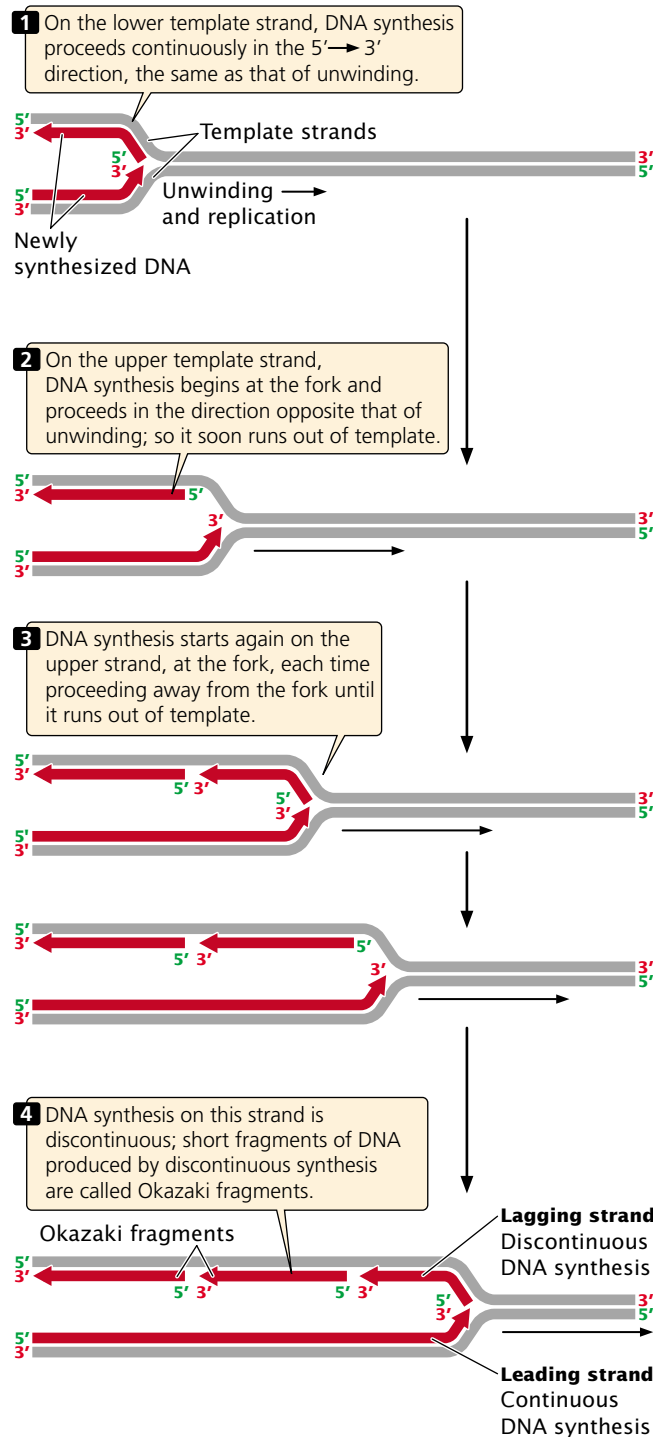 1 On the lower template strand, DNA synthesis
proceeds continuously in the 5′→ 3′
direction, the same as that of unwinding.
5′
3′
Template strands
5′
3′
3′
5′
5′
3′
Unwinding →
and replication
Newly
synthesized DNA
2 On the upper template strand,
DNA synthesis begins at the fork and
proceeds in the direction opposite that of
unwinding; so it soon runs out of template.
5′
3′
5′
3′
3′
5′
5′
3′
3 DNA synthesis starts again on the
upper strand, at the fork, each time
proceeding away from the fork until
it runs out of template.
5′
3′
5′ 3′
5′
3′
3′
5′
5′
3′
5′
3′
5′
5′ 3′
3′
3′
5′
5′
3′
4 DNA synthesis on this strand is
discontinuous; short fragments of DNA
produced by discontinuous synthesis
are called Okazaki fragments.
Okazaki fragments
Lagging strand
Discontinuous
DNA synthesis
5′
3′
5′ 3′
5′ 3′
5′
3′
3′
5′
5′
3′
Leading strand
Continuous
DNA synthesis